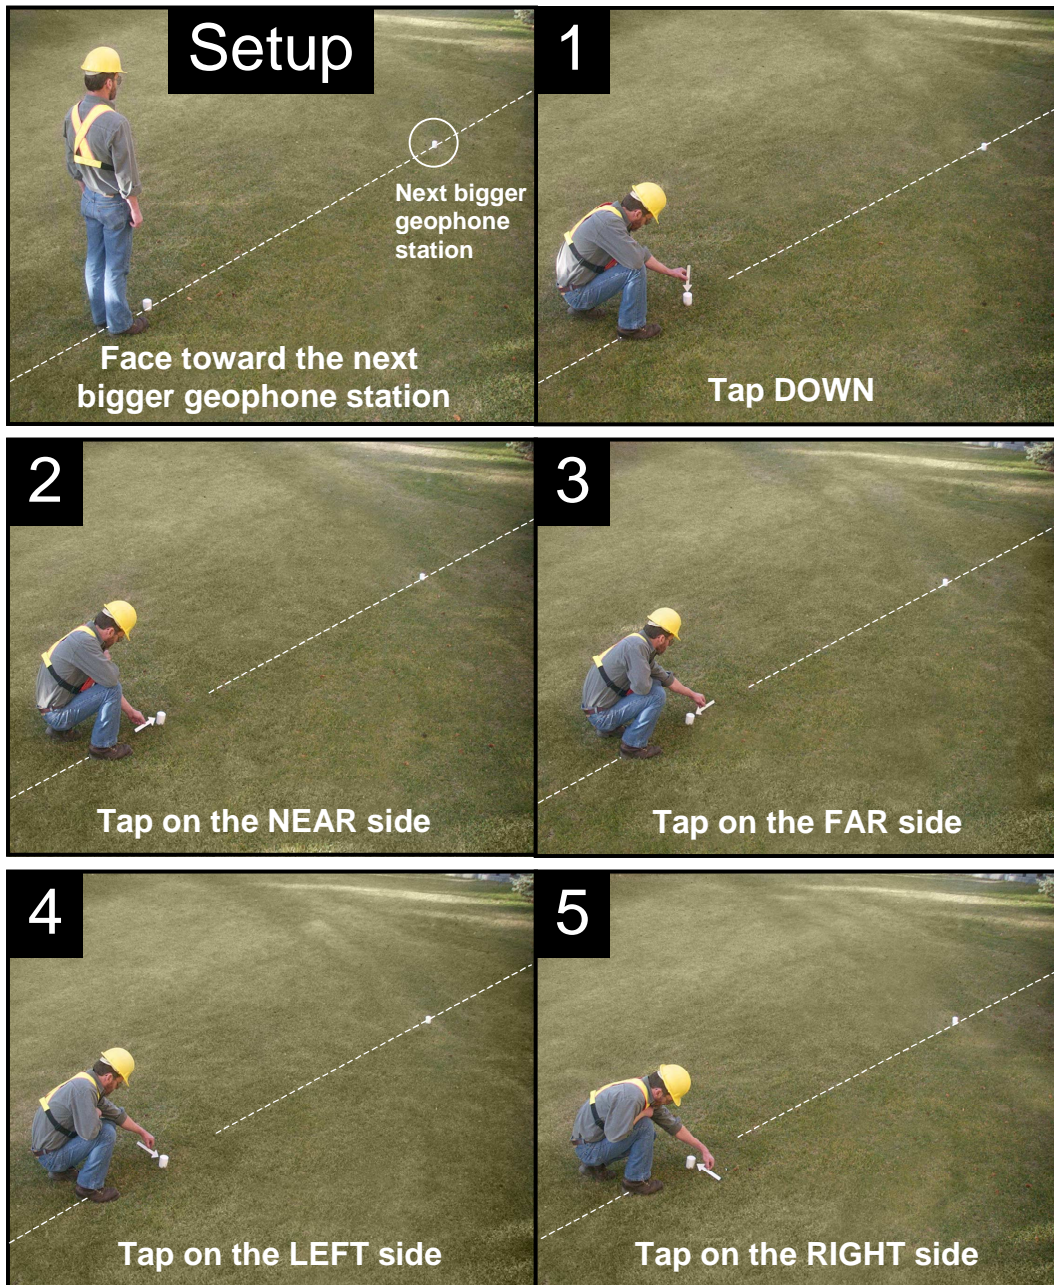 Setup
Next bigger
geophone
station
Face toward the next
bigger geophone station
1
Tap DOWN
2
Tap on the NEAR side
3
Tap on the FAR side
4
Tap on the LEFT side
5
Tap on the RIGHT side